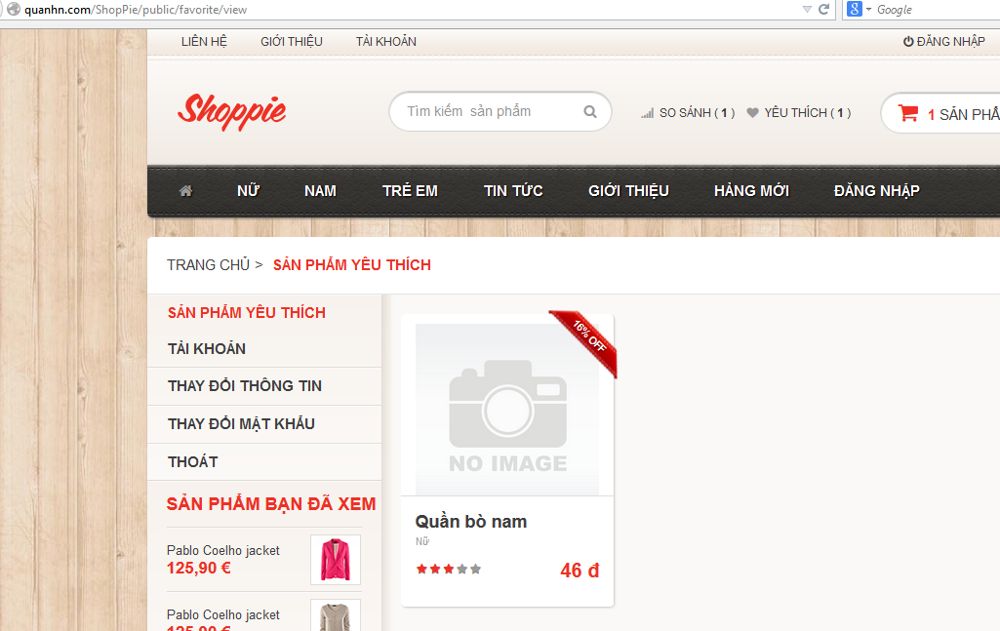 quanhn.com/ShopPie/public/favorite/view
8 Google
LIÊN HỆ GIỚI THIỆU TÀI KHOẢN ĐĂNG NHẬP
Shoppie
Tìm kiếm sản phẩm
SO SÁNH ( 1 ) YÊU THÍCH ( 1 )
1 SẢN PHẨ
NỮ NAM TRẺ EM TIN TỨC GIỚI THIỆU HÀNG MỚI ĐĂNG NHẬP
TRANG CHỦ > SẢN PHẨM YÊU THÍCH
SẢN PHẨM YÊU THÍCH
TÀI KHOẢN
THAY ĐỔI THÔNG TIN
THAY ĐỔI MẬT KHẨU
THOÁT
SẢN PHẨM BẠN ĐÃ XEM
Pablo Coelho jacket
125,90 €
Pablo Coelho jacket
125,90 €
16% OFF
NO IMAGE
Quần bò nam
Nữ
46 đ